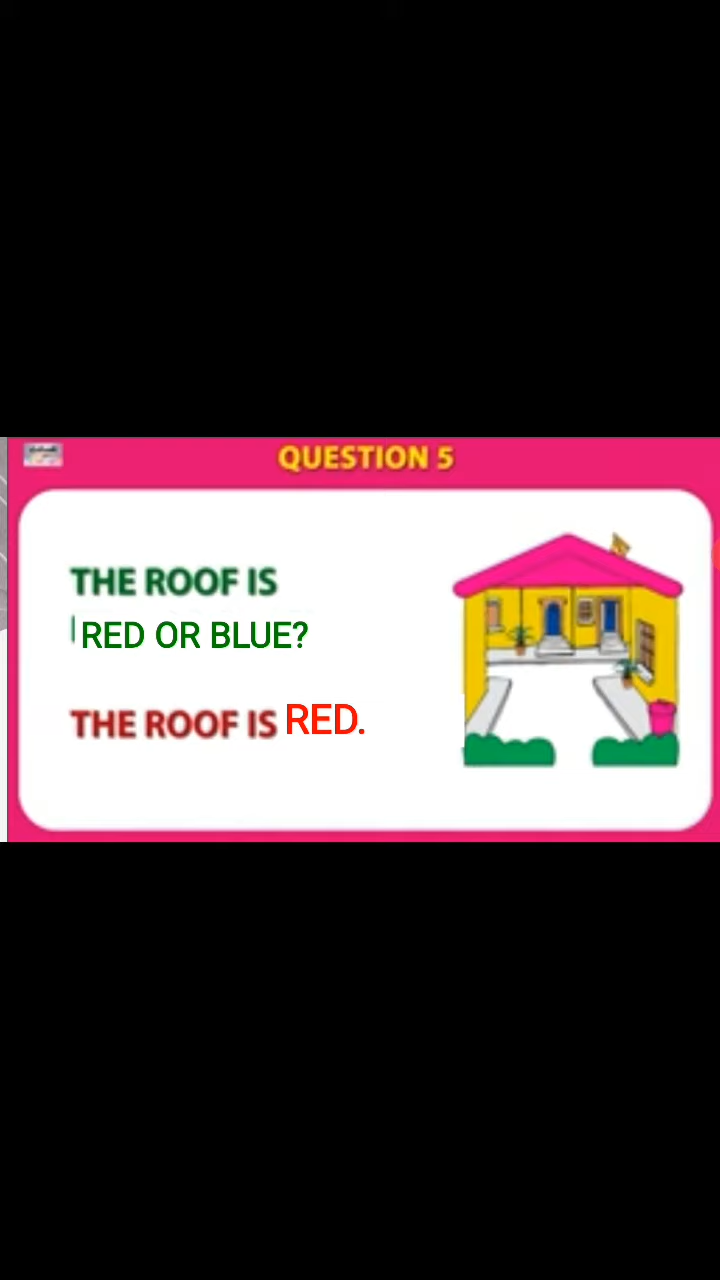 QUESTION 5
THE ROOF IS
RED OR BLUE?
THE ROOF IS RED.